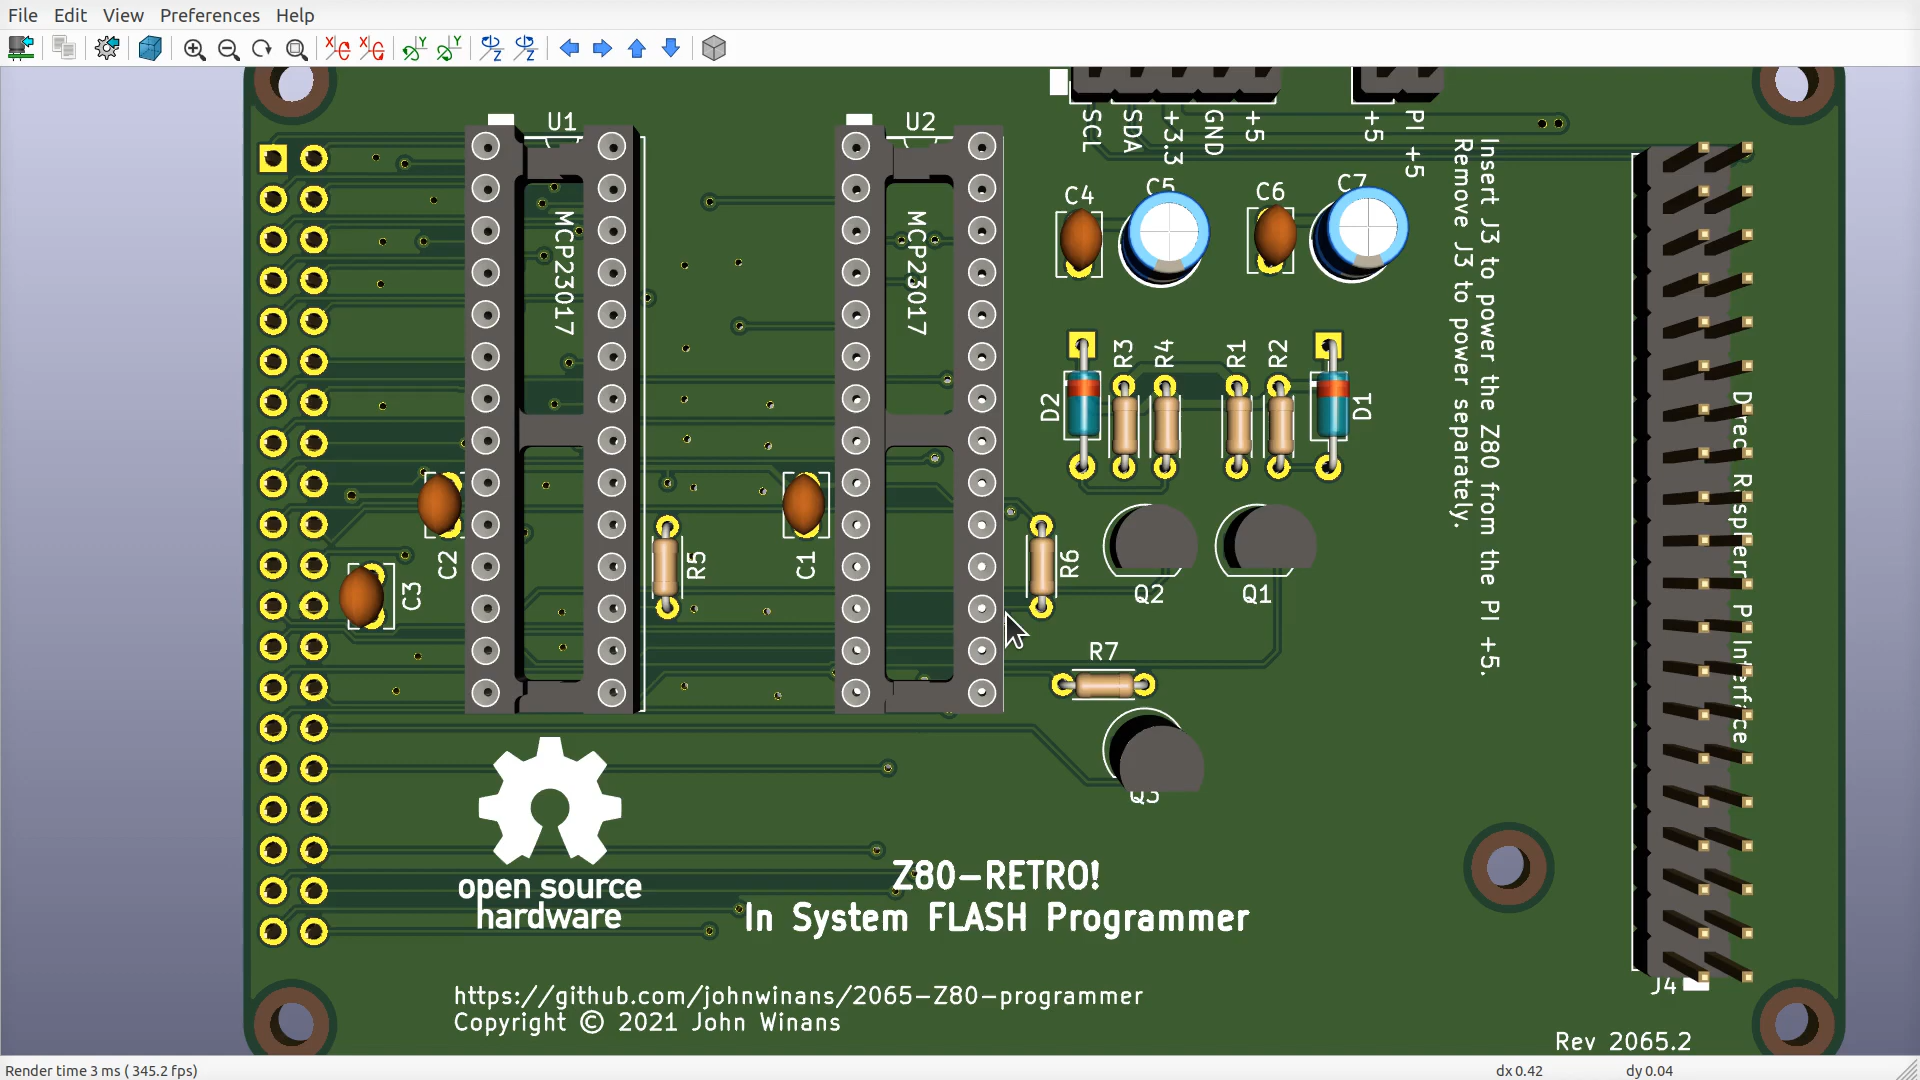 File Edit View Preferences Help
U1
U2
SCL
SDA
+3.3
GND
+5
+5
PI +5
MCP23017
MCP23017
C4
C5
C6
C7
Insert J3 to power the Z80 from the PI +5.
Remove J3 to power separately.
D2
R3
R4
R1
R2
D1
C2
C3
R5
C1
R6
Q2
Q1
R7
Q3
J4
open source
hardware
Z80-RETRO!
In System FLASH Programmer
https://github.com/johnwinans/2065-Z80-programmer
Copyright © 2021 John Winans
Rev 2065.2
Render time 3 ms ( 345.2 fps)
dx 0.42
dy 0.04